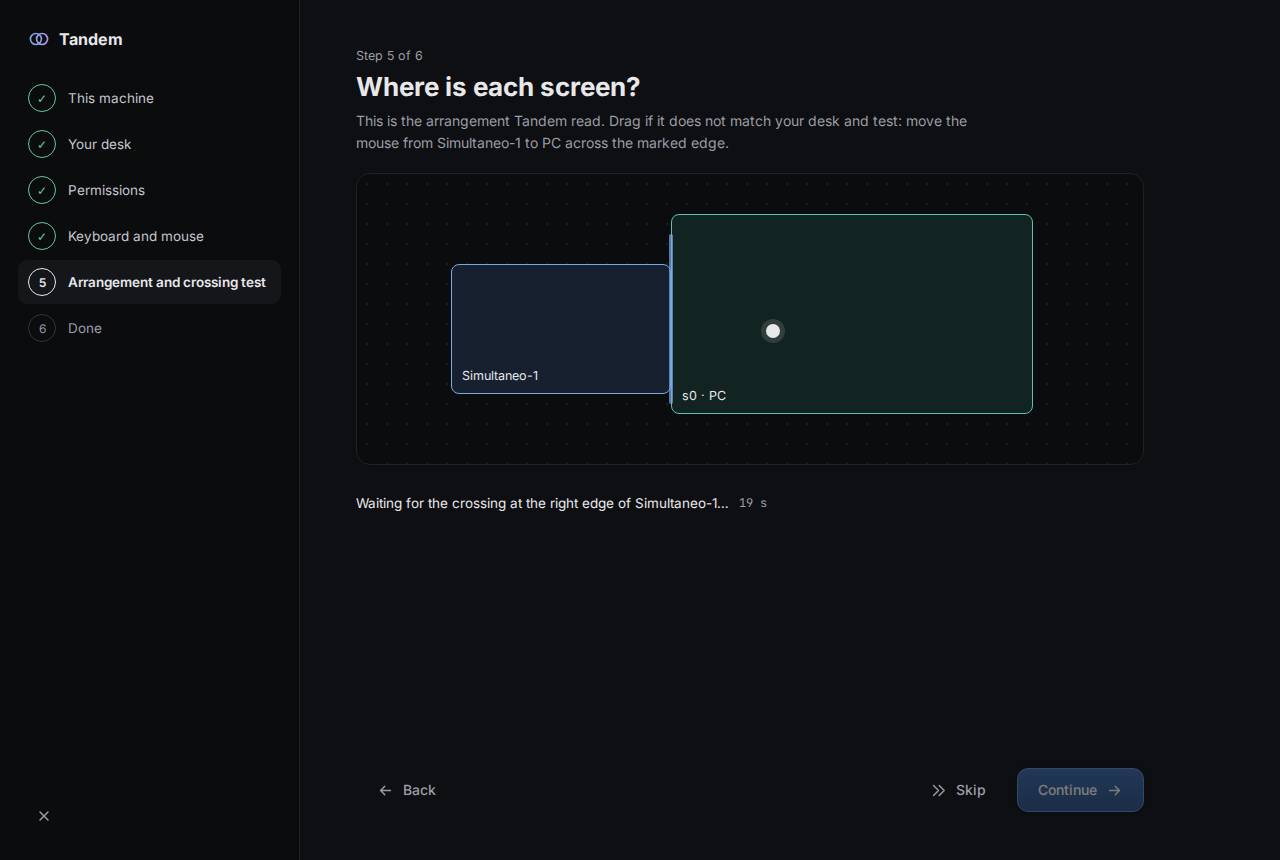 Tandem
✓ This machine
✓ Your desk
✓ Permissions
✓ Keyboard and mouse
5 Arrangement and crossing test
6 Done
Step 5 of 6
Where is each screen?
This is the arrangement Tandem read. Drag if it does not match your desk and test: move the
mouse from Simultaneo-1 to PC across the marked edge.
Simultaneo-1
s0 · PC
Waiting for the crossing at the right edge of Simultaneo-1... 19 s
Back
Skip
Continue